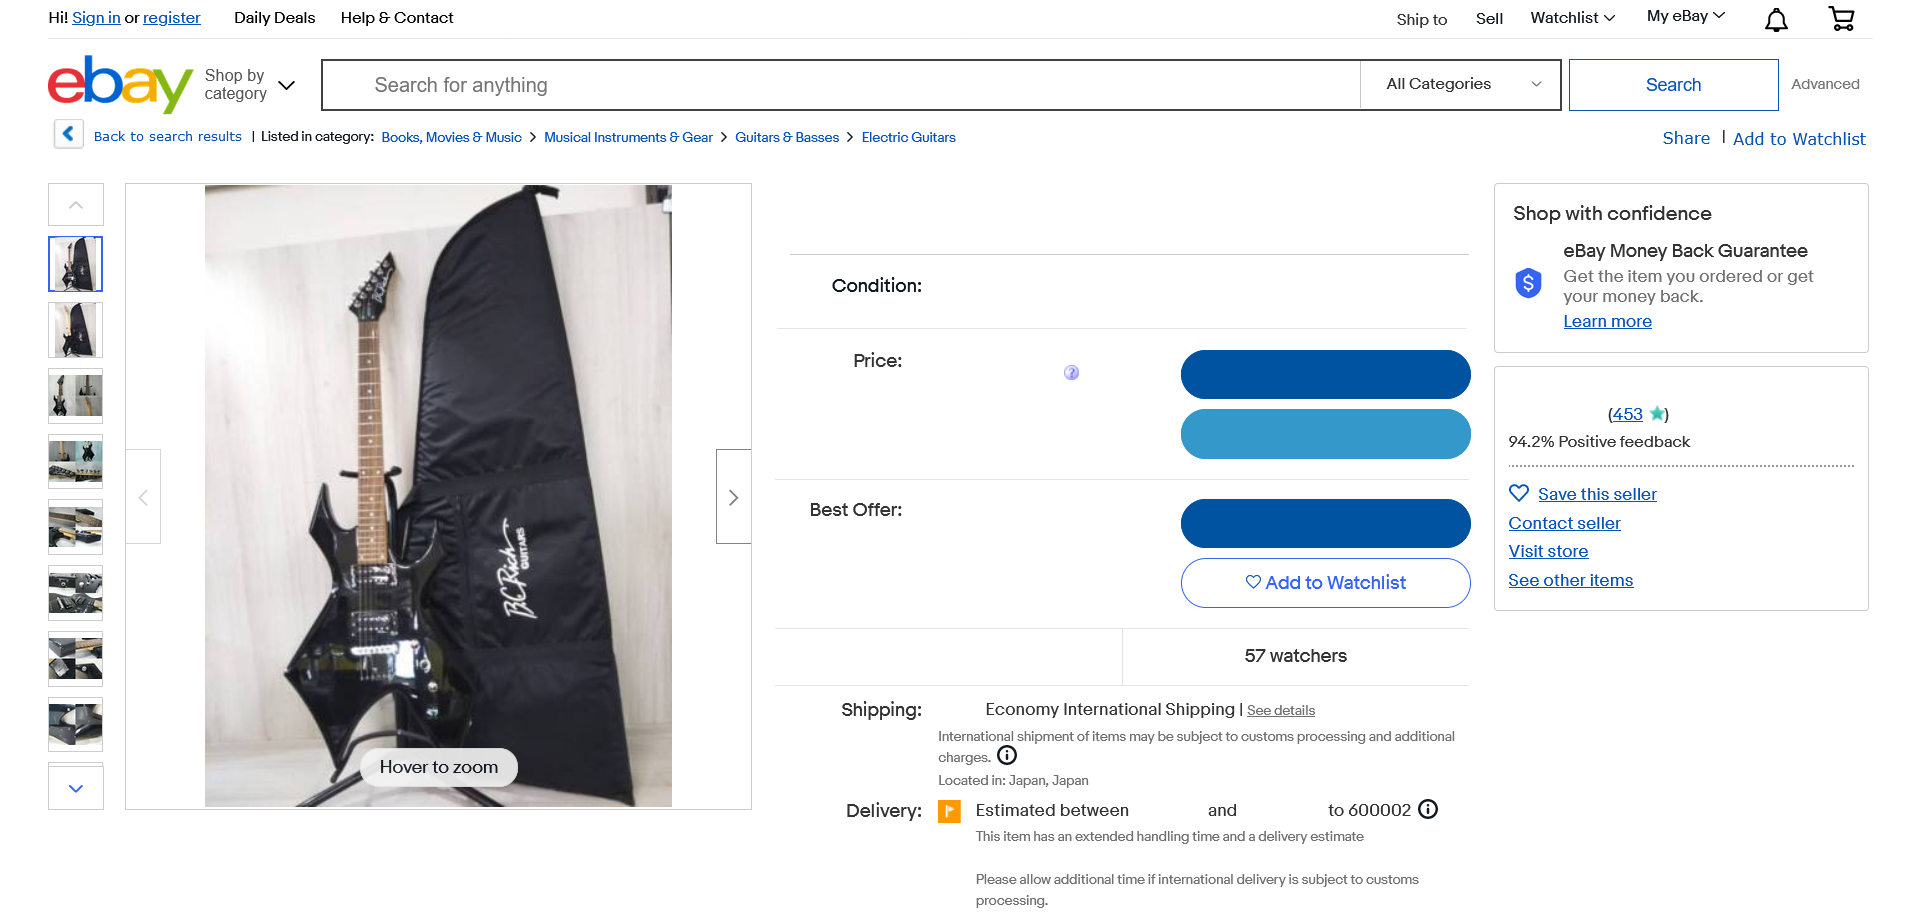 Hi! Sign in or register Daily Deals Help & Contact
Ship to Sell Watchlist My eBay
ebay
Shop by
category
Search for anything
All Categories
Search
Advanced
Back to search results | Listed in category: Books, Movies & Music > Musical Instruments & Gear > Guitars & Basses > Electric Guitars
Share | Add to Watchlist
B.C.Rich
B.C.Rich
GUITARS
Hover to zoom
Condition:
Price:
?
Best Offer:
Add to Watchlist
57 watchers
Shipping: Economy International Shipping | See details
International shipment of items may be subject to customs processing and additional
charges.
Located in: Japan, Japan
Delivery: Estimated between and to 600002
This item has an extended handling time and a delivery estimate
Please allow additional time if international delivery is subject to customs
processing.
Shop with confidence
eBay Money Back Guarantee
$
Get the item you ordered or get
your money back.
Learn more
(453)
94.2% Positive feedback
Save this seller
Contact seller
Visit store
See other items